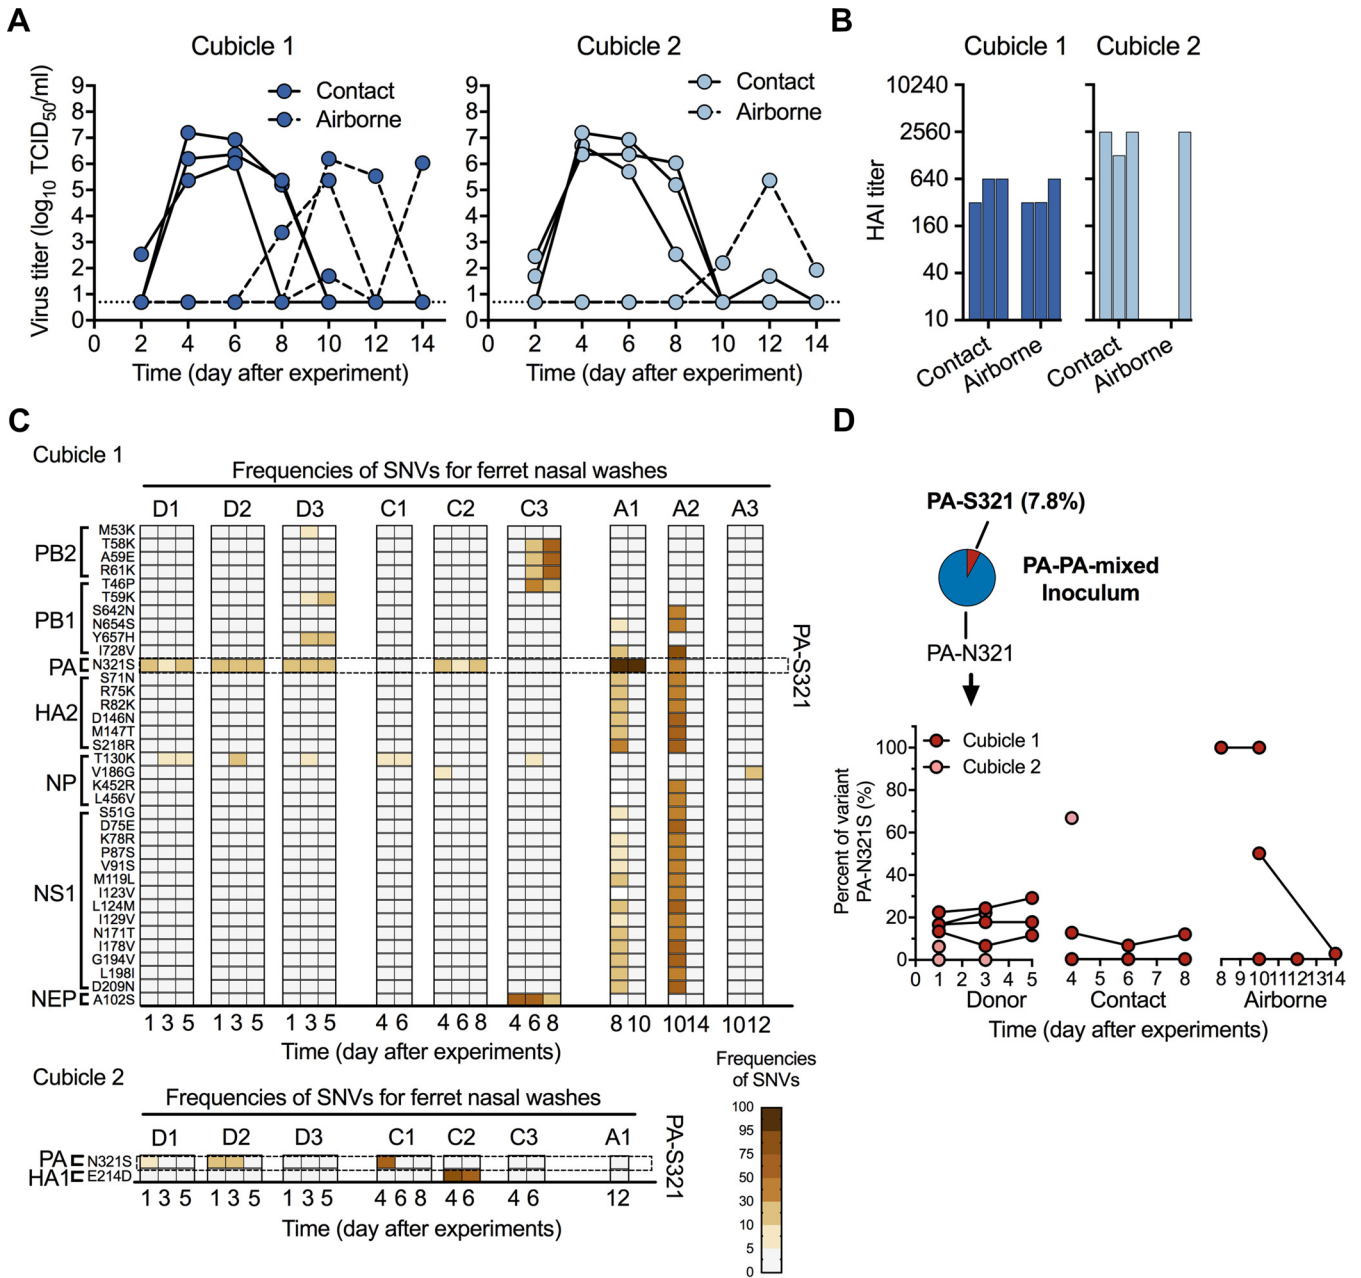 A
Cubicle 1
Virus titer (log10 TCID50/ml)
9
8
7
6
5
4
3
2
1
0
Contact
Airborne
0 2 4 6 8 10 12 14
Time (day after experiment)
Cubicle 2
9
8
7
6
5
4
3
2
1
0
Contact
Airborne
0 2 4 6 8 10 12 14
Time (day after experiment)
B
Cubicle 1 Cubicle 2
HAI titer
10240
2560
640
160
40
10
Contact
Airborne
Contact
Airborne
C
Cubicle 1
Frequencies of SNVs for ferret nasal washes
D1 D2 D3 C1 C2 C3 A1 A2 A3
PB2
M53K
T58K
A59E
R61K
PB1
T46P
T59K
S642N
N654S
Y657H
I728V
PA
N321S
PA-S321
HA2
S71N
R75K
R82K
D146N
M147T
S218R
NP
T130K
V186G
K452R
L456V
NS1
S51G
D75E
K78R
P87S
V91S
M119L
I123V
L124M
I129V
N171T
I178V
G194V
L198I
D209N
NEP
A102S
1 3 5 1 3 5 1 3 5 4 6 4 6 8 4 6 8 8 10 10 14 10 12
Time (day after experiments)
Cubicle 2
Frequencies of SNVs for ferret nasal washes
D1 D2 D3 C1 C2 C3 A1
PA N321S
HA1 E214D
PA-S321
1 3 5 1 3 5 1 3 5 4 6 8 4 6 4 6 12
Time (day after experiments)
Frequencies
of SNVs
100
95
75
50
30
10
5
0
D
PA-S321 (7.8%)
PA-PA-mixed
Inoculum
PA-N321
Percent of variant
PA-N321S (%)
100
80
60
40
20
0
Cubicle 1
Cubicle 2
0 1 2 3 4 5
4 5 6 7 8
8 9 10 11 12 13 14
Donor Contact Airborne
Time (day after experiments)